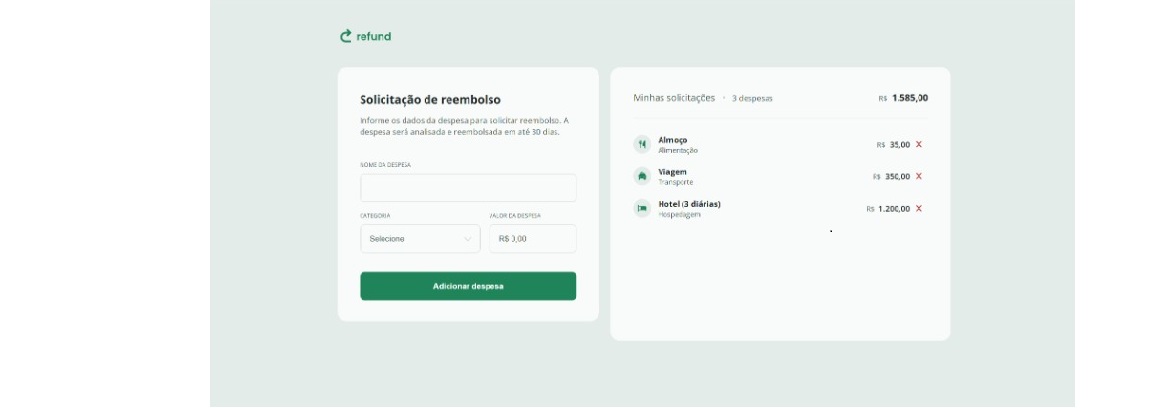 refund
Solicitação de reembolso
Informe os dados da despesa para solicitar reembolso. A
despesa será analisada e reembolsada em até 30 dias.
NOME DA DESPESA
CATEGORIA
VALOR DA DESPESA
Selecione
R$ 0,00
Adicionar despesa
Minhas solicitações · 3 despesas
R$ 1.585,00
Almoço
Alimentação
R$ 35,00 X
Viagem
Transporte
R$ 350,00 X
Hotel (3 diárias)
Hospedagem
R$ 1.200,00 X